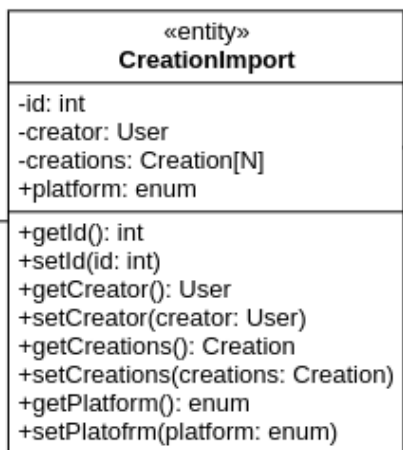 «entity»
CreationImport
-id: int
-creator: User
-creations: Creation[N]
+platform: enum
+getId(): int
+setId(id: int)
+getCreator(): User
+setCreator(creator: User)
+getCreations(): Creation
+setCreations(creations: Creation)
+getPlatform(): enum
+setPlatofrm(platform: enum)